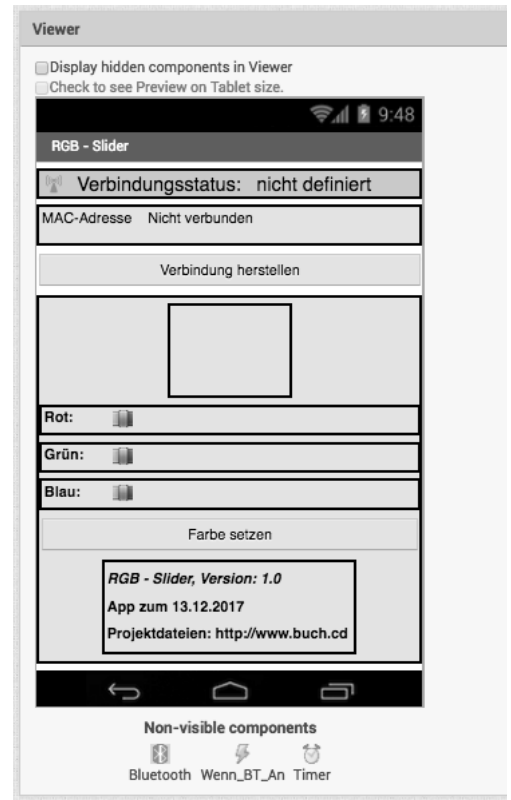 Viewer
Display hidden components in Viewer
Check to see Preview on Tablet size.
9:48
RGB - Slider
Verbindungsstatus: nicht definiert
MAC-Adresse Nicht verbunden
Verbindung herstellen
Rot:
Grün:
Blau:
Farbe setzen
RGB - Slider, Version: 1.0
App zum 13.12.2017
Projektdateien: http://www.buch.cd
Non-visible components
Bluetooth Wenn_BT_An Timer